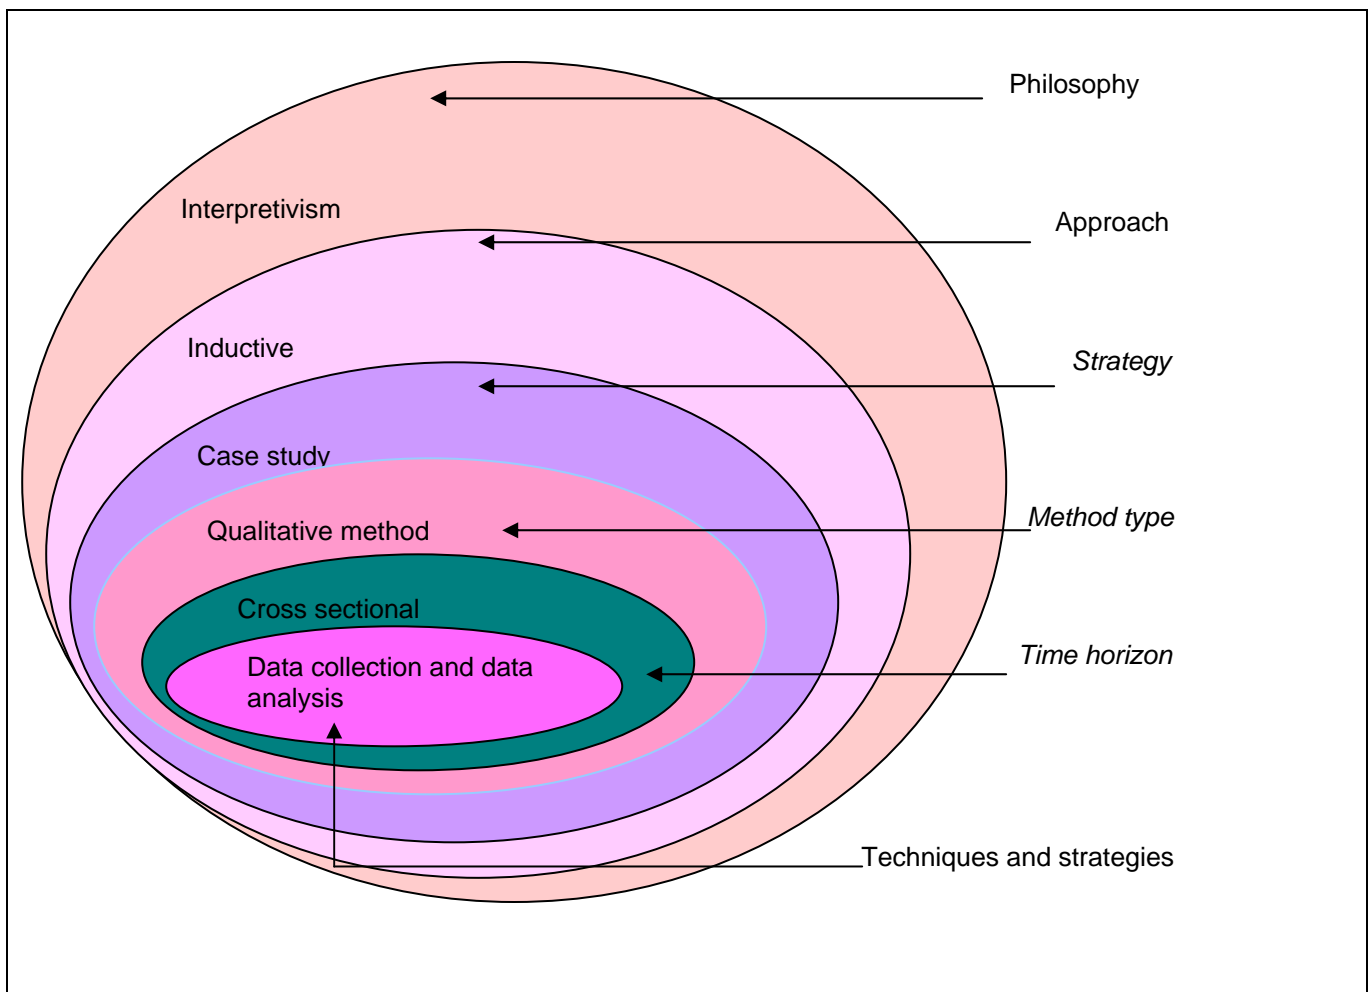 Philosophy
Interpretivism
Approach
Inductive
Strategy
Case study
Qualitative method
Method type
Cross sectional
Time horizon
Data collection and data
analysis
Techniques and strategies